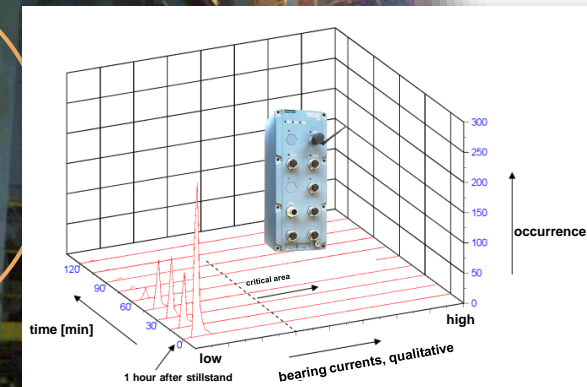 300
250
200
150
100
50
0
occurrence
120
90
60
30
0
time [min]
critical area
high
low
bearing currents, qualitative
1 hour after stillstand